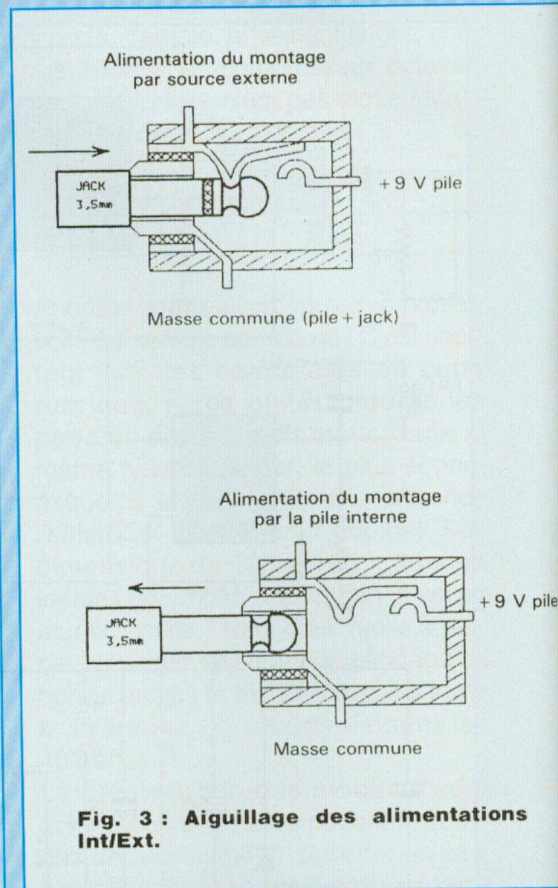 Alimentation du montage
par source externe
JACK
3,5mm
+ 9 V pile
Masse commune (pile + jack)
Alimentation du montage
par la pile interne
JACK
3,5mm
+ 9 V pile
Masse commune
Fig. 3 : Aiguillage des alimentations
Int/Ext.